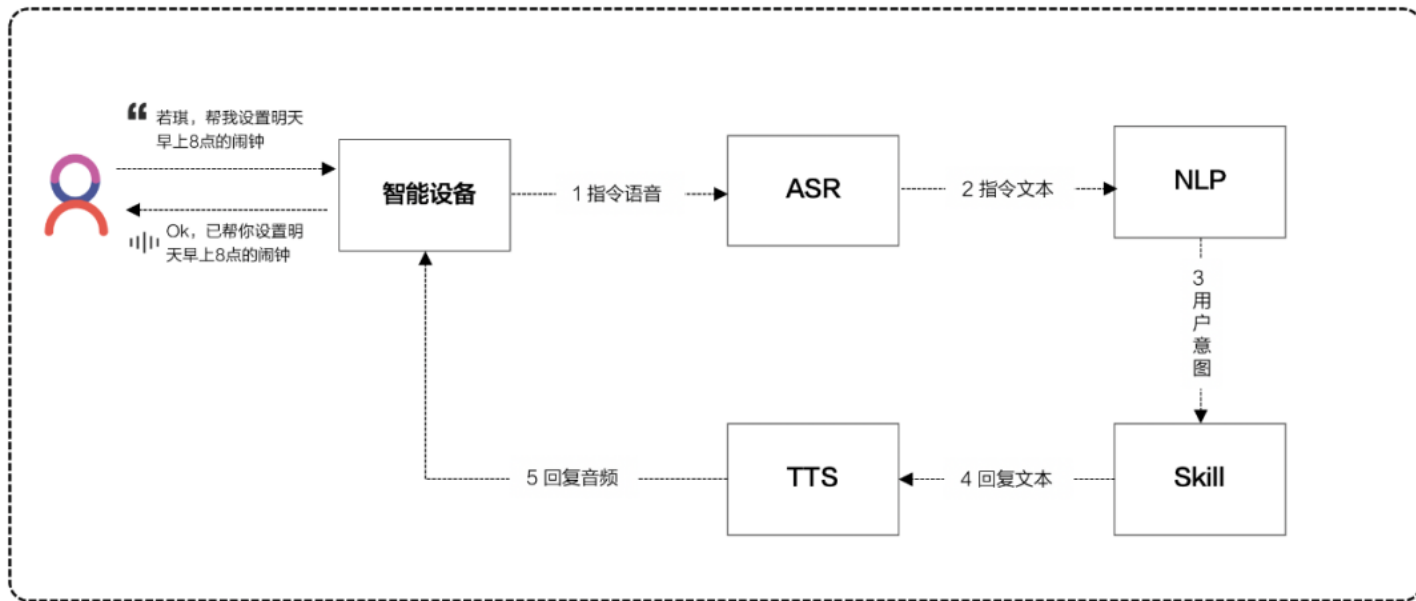 “ 若琪，帮我设置明天
早上8点的闹钟
智能设备
1 指令语音
ASR
2 指令文本
NLP
Ok，已帮你设置明
天早上8点的闹钟
3
用
户
意
图
5 回复音频
TTS
4 回复文本
Skill